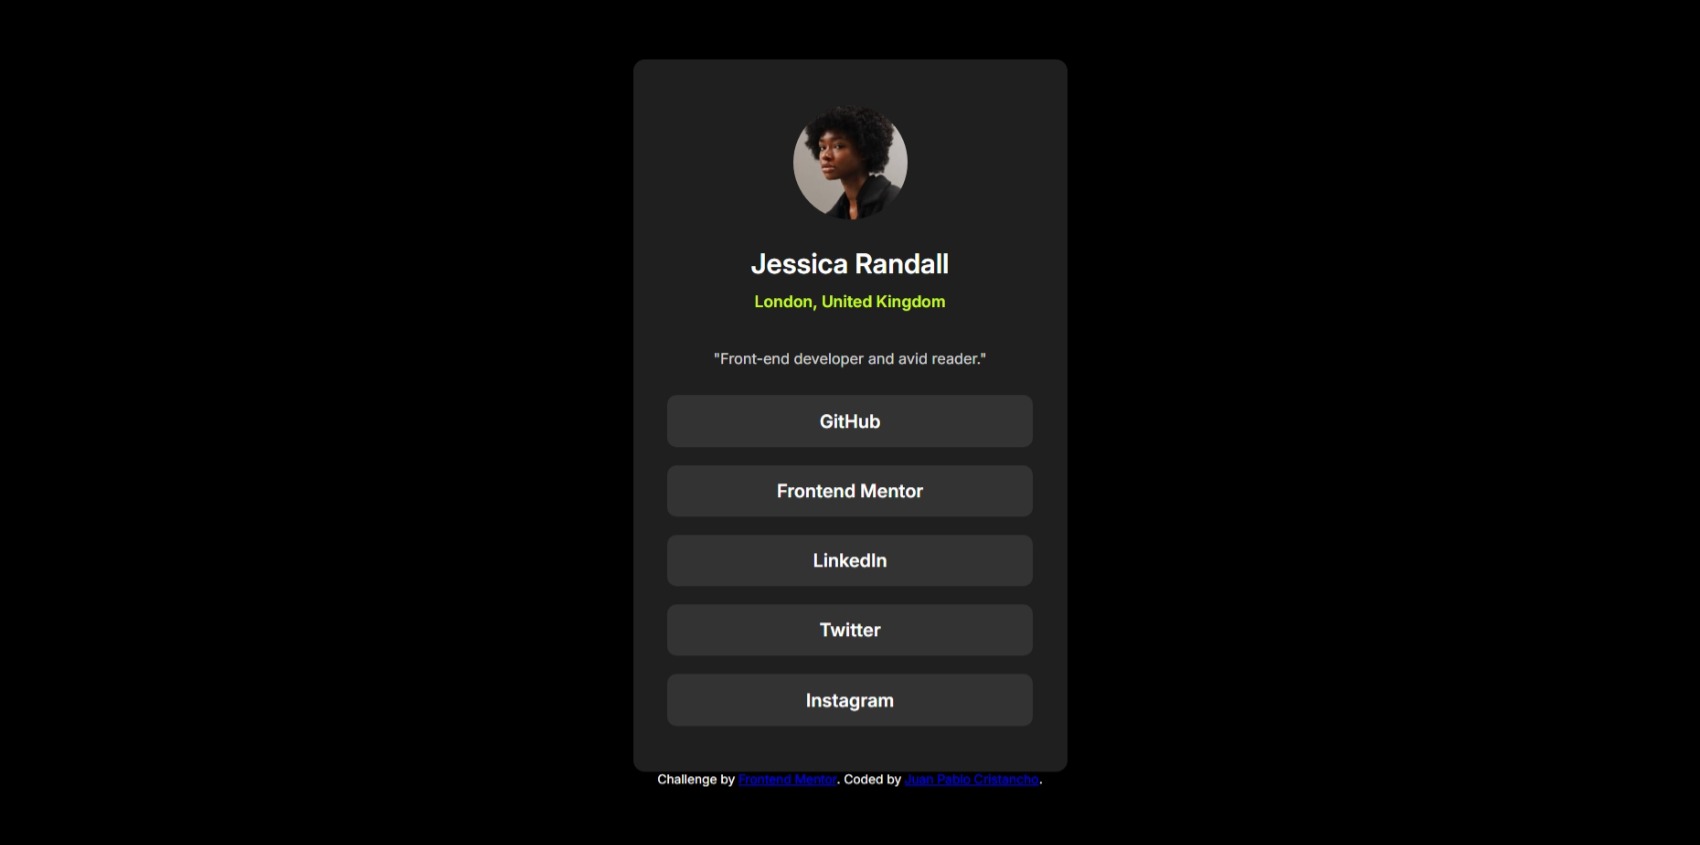 Jessica Randall
London, United Kingdom
"Front-end developer and avid reader."
GitHub
Frontend Mentor
LinkedIn
Twitter
Instagram
Challenge by Frontend Mentor. Coded by Juan Pablo Cristancho.